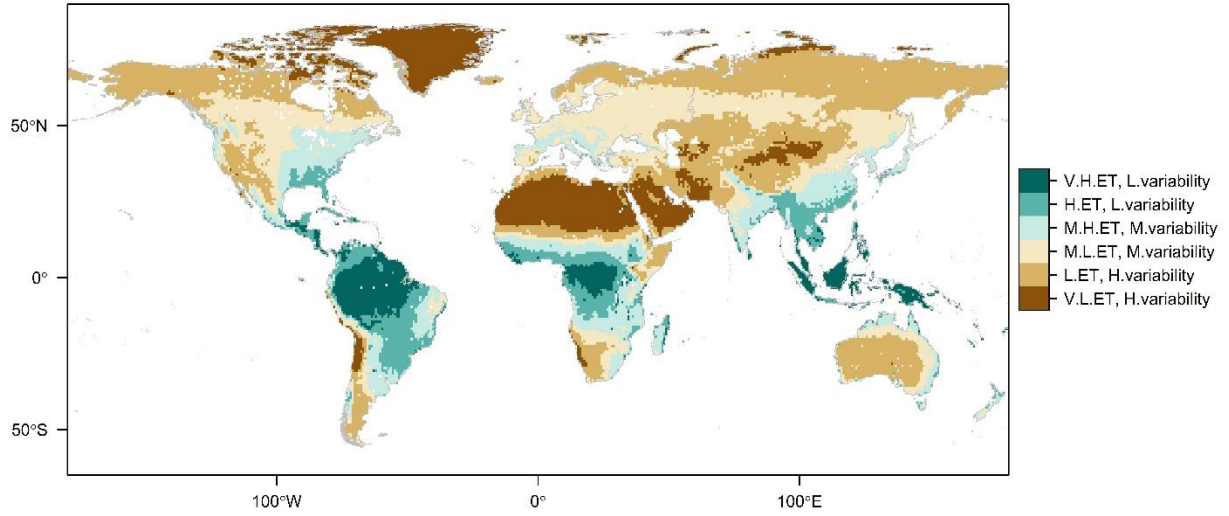 50°N
0°
50°S
100°W
0°
100°E
V.H.ET, L.variability
H.ET, L.variability
M.H.ET, M.variability
M.L.ET, M.variability
L.ET, H.variability
V.L.ET, H.variability